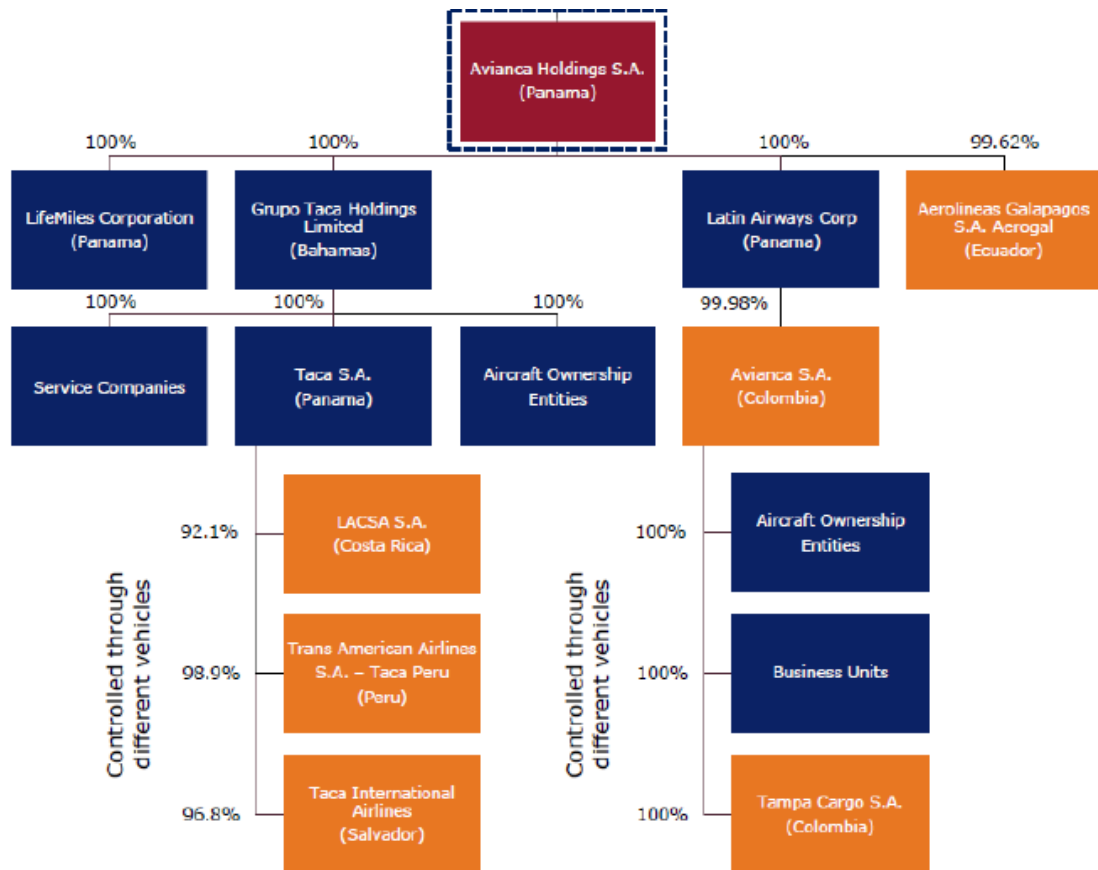 Avianca Holdings S.A.
(Panama)
100%
100%
100%
99.62%
LifeMiles Corporation
(Panama)
Grupo Taca Holdings
Limited
(Bahamas)
Latin Airways Corp
(Panama)
Aerolineas Galapagos
S.A. Aerogal
(Ecuador)
100%
100%
100%
99.98%
Service Companies
Taca S.A.
(Panama)
Aircraft Ownership
Entities
Avianca S.A.
(Colombia)
Controlled through
different vehicles
92.1%
LACSA S.A.
(Costa Rica)
98.9%
Trans American Airlines
S.A. – Taca Peru
(Peru)
96.8%
Taca International
Airlines
(Salvador)
Controlled through
different vehicles
100%
Aircraft Ownership
Entities
100%
Business Units
100%
Tampa Cargo S.A.
(Colombia)